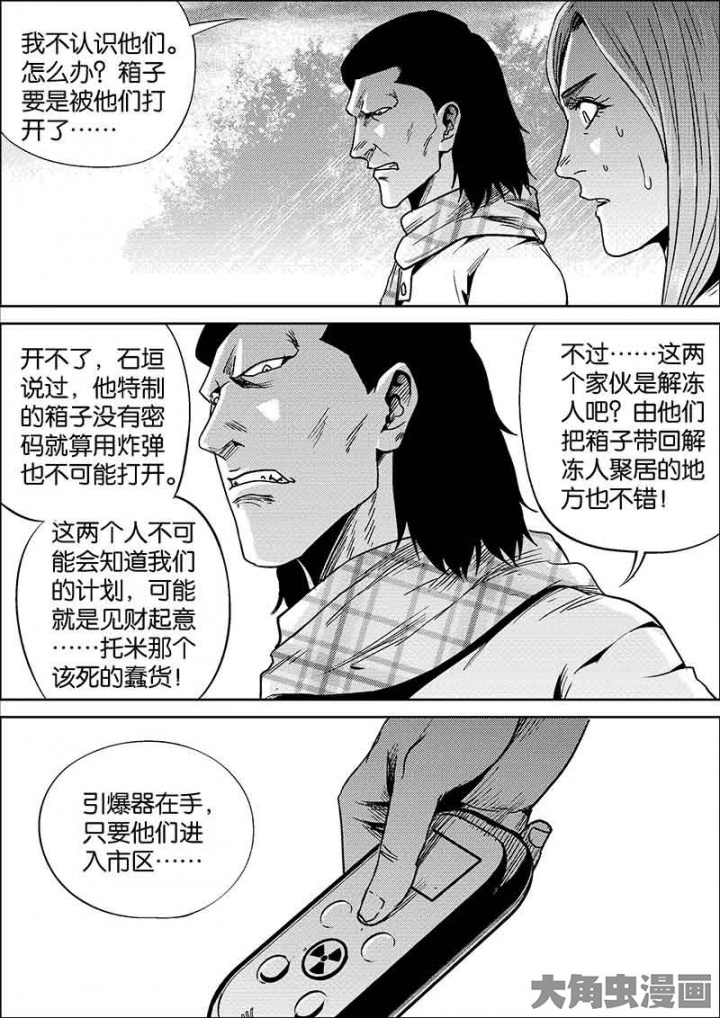 我不认识他们。
怎么办？箱子
要是被他们打
开了……
开不了，石垣
说过，他特制
的箱子没有密
码就算用炸弹
也不可能打开。
这两个人不可
能会知道我们
的计划，可能
就是见财起意
……托米那个
该死的蠢货！
不过……这两
个家伙是解冻
人吧？由他们
把箱子带回解
冻人聚居的地
方也不错！
引爆器在手，
只要他们进
入市区……
大角虫漫画